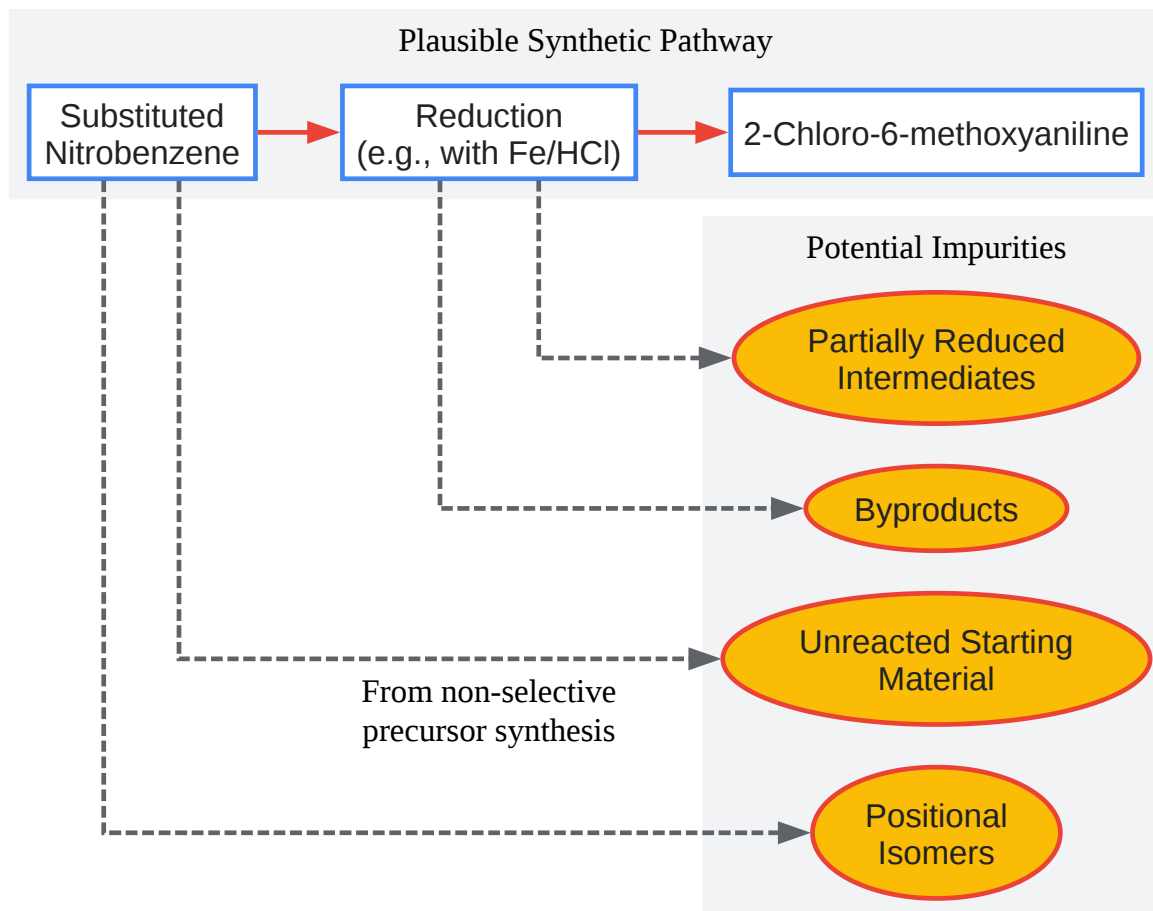 Plausible Synthetic Pathway
Substituted
Nitrobenzene
Reduction
(e.g., with Fe/HCl)
2-Chloro-6-methoxyaniline
Potential Impurities
Partially Reduced
Intermediates
Byproducts
Unreacted Starting
Material
From non-selective
precursor synthesis
Positional
Isomers